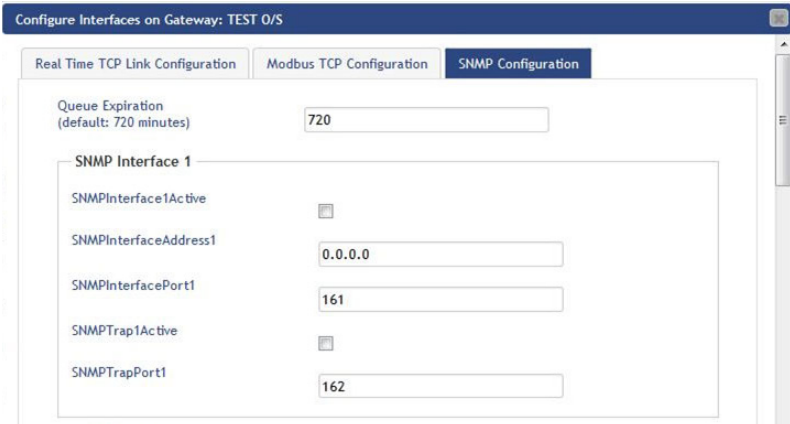 Configure Interfaces on Gateway: TEST O/S
Real Time TCP Link Configuration
Modbus TCP Configuration
SNMP Configuration
Queue Expiration
(default: 720 minutes)
720
SNMP Interface 1
SNMPInterface1Active
SNMPInterfaceAddress1
0.0.0.0
SNMPInterfacePort1
161
SNMPTrap1Active
SNMPTrapPort1
162